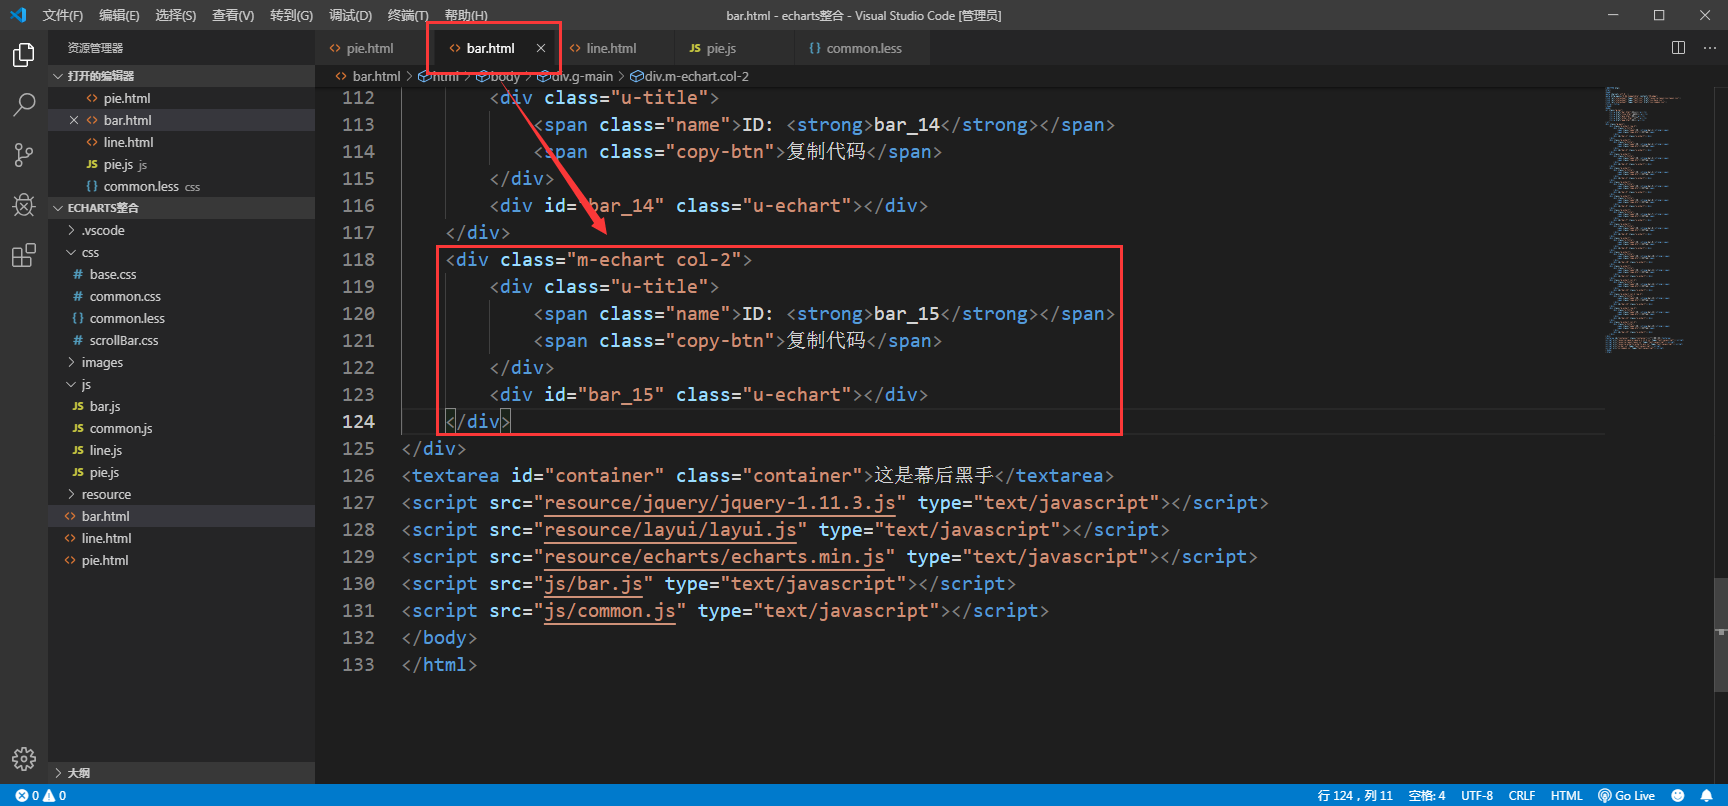 文件(F) 编辑(E) 选择(S) 查看(V) 转到(G) 调试(D) 终端(T) 帮助(H) bar.html - echarts整合 - Visual Studio Code [管理员]
资源管理器
打开的编辑器
pie.html
bar.html
line.html
JS pie.js js
{} common.less css
ECHARTS整合
.vscode
css
# base.css
# common.css
{} common.less
# scrollBar.css
images
js
JS bar.js
JS common.js
JS line.js
JS pie.js
resource
bar.html
line.html
pie.html
大纲
pie.html bar.html line.html JS pie.js {} common.less
bar.html > html > body > div.g-main > div.m-echart.col-2
112 <div class="u-title">
113 <span class="name">ID: <strong>bar_14</strong></span>
114 <span class="copy-btn">复制代码</span>
115 </div>
116 <div id="bar_14" class="u-echart"></div>
117 </div>
118 <div class="m-echart col-2">
119 <div class="u-title">
120 <span class="name">ID: <strong>bar_15</strong></span>
121 <span class="copy-btn">复制代码</span>
122 </div>
123 <div id="bar_15" class="u-echart"></div>
124 </div>
125 </div>
126 <textarea id="container" class="container">这是幕后黑手</textarea>
127 <script src="resource/jquery/jquery-1.11.3.js" type="text/javascript"></script>
128 <script src="resource/layui/layui.js" type="text/javascript"></script>
129 <script src="resource/echarts/echarts.min.js" type="text/javascript"></script>
130 <script src="js/bar.js" type="text/javascript"></script>
131 <script src="js/common.js" type="text/javascript"></script>
132 </body>
133 </html>
0 0 行 124，列 11 空格: 4 UTF-8 CRLF HTML Go Live